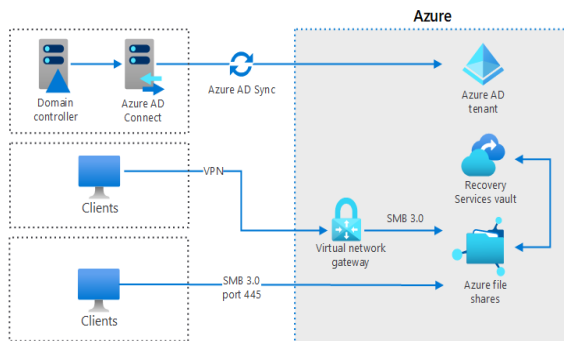 Azure
Domain
controller
Azure AD
Connect
Azure AD Sync
Azure AD
tenant
VPN
Clients
Recovery
Services vault
SMB 3.0
Virtual network
gateway
SMB 3.0
port 445
Azure file
shares
Clients